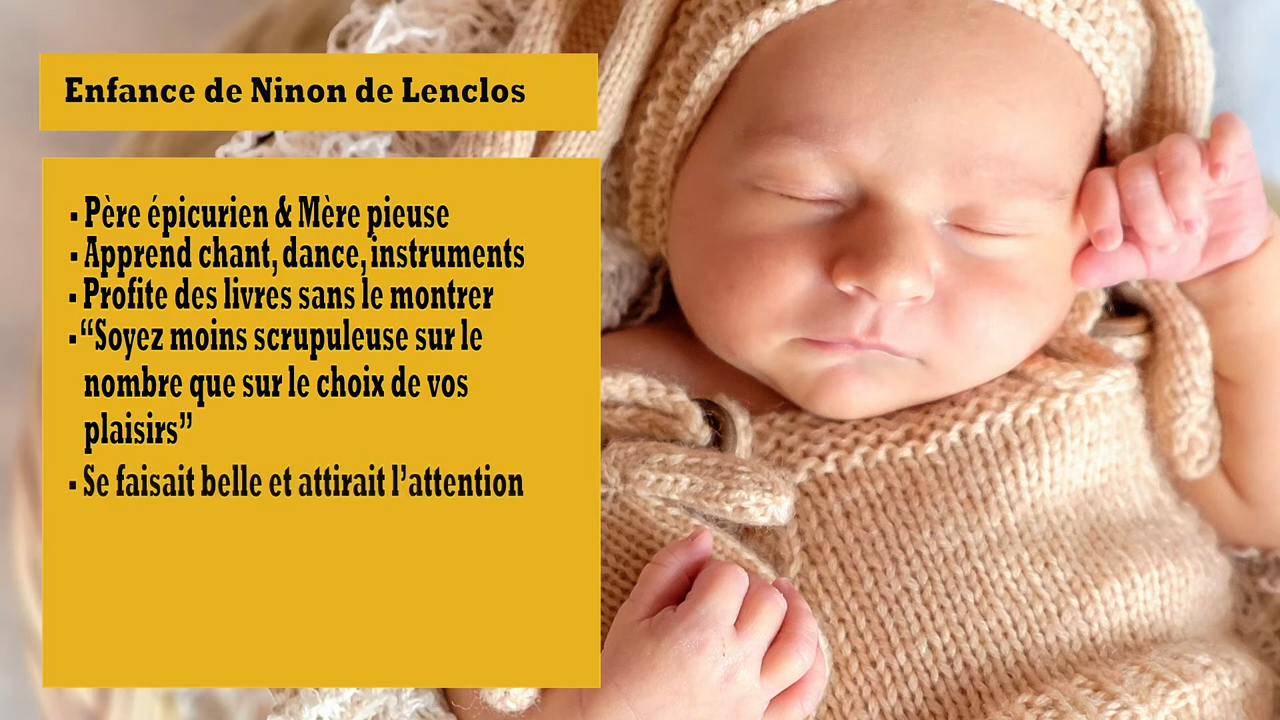 Enfance de Ninon de Lenclos
▪ Père épicurien & Mère pieuse
▪ Apprend chant, dance, instruments
▪ Profite des livres sans le montrer
▪ “Soyez moins scrupuleuse sur le
nombre que sur le choix de vos
plaisirs”
▪ Se faisait belle et attirait l’attention